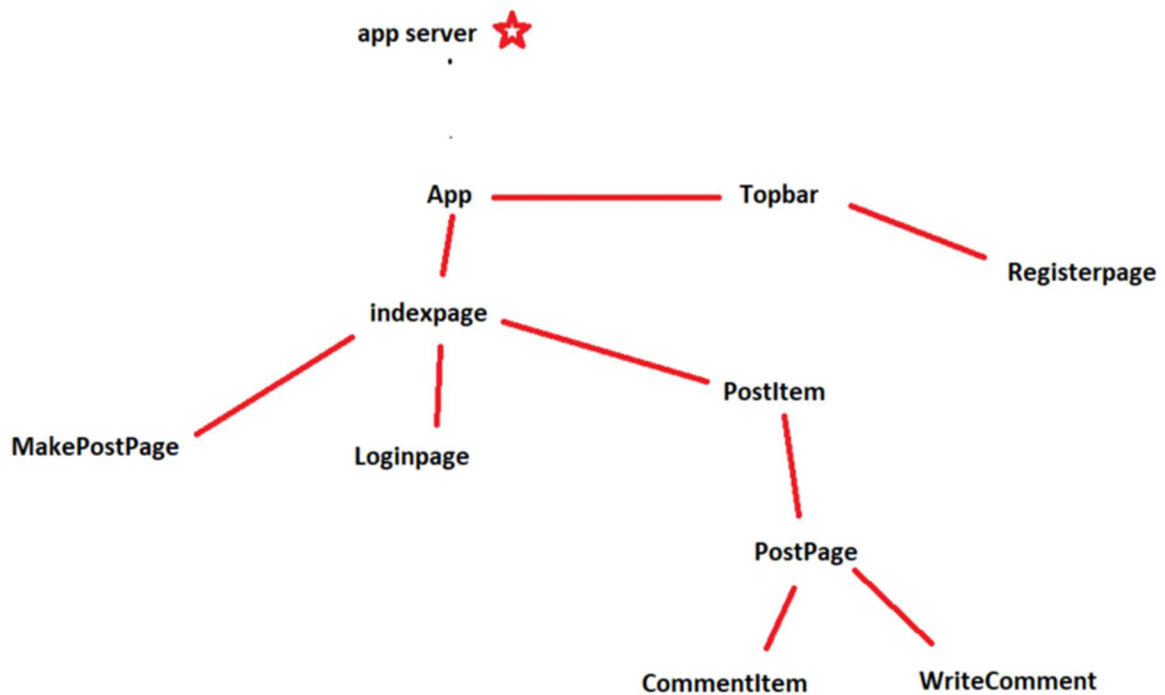 app server
App
Topbar
Registerpage
indexpage
PostItem
MakePostPage
Loginpage
PostPage
CommentItem
WriteComment